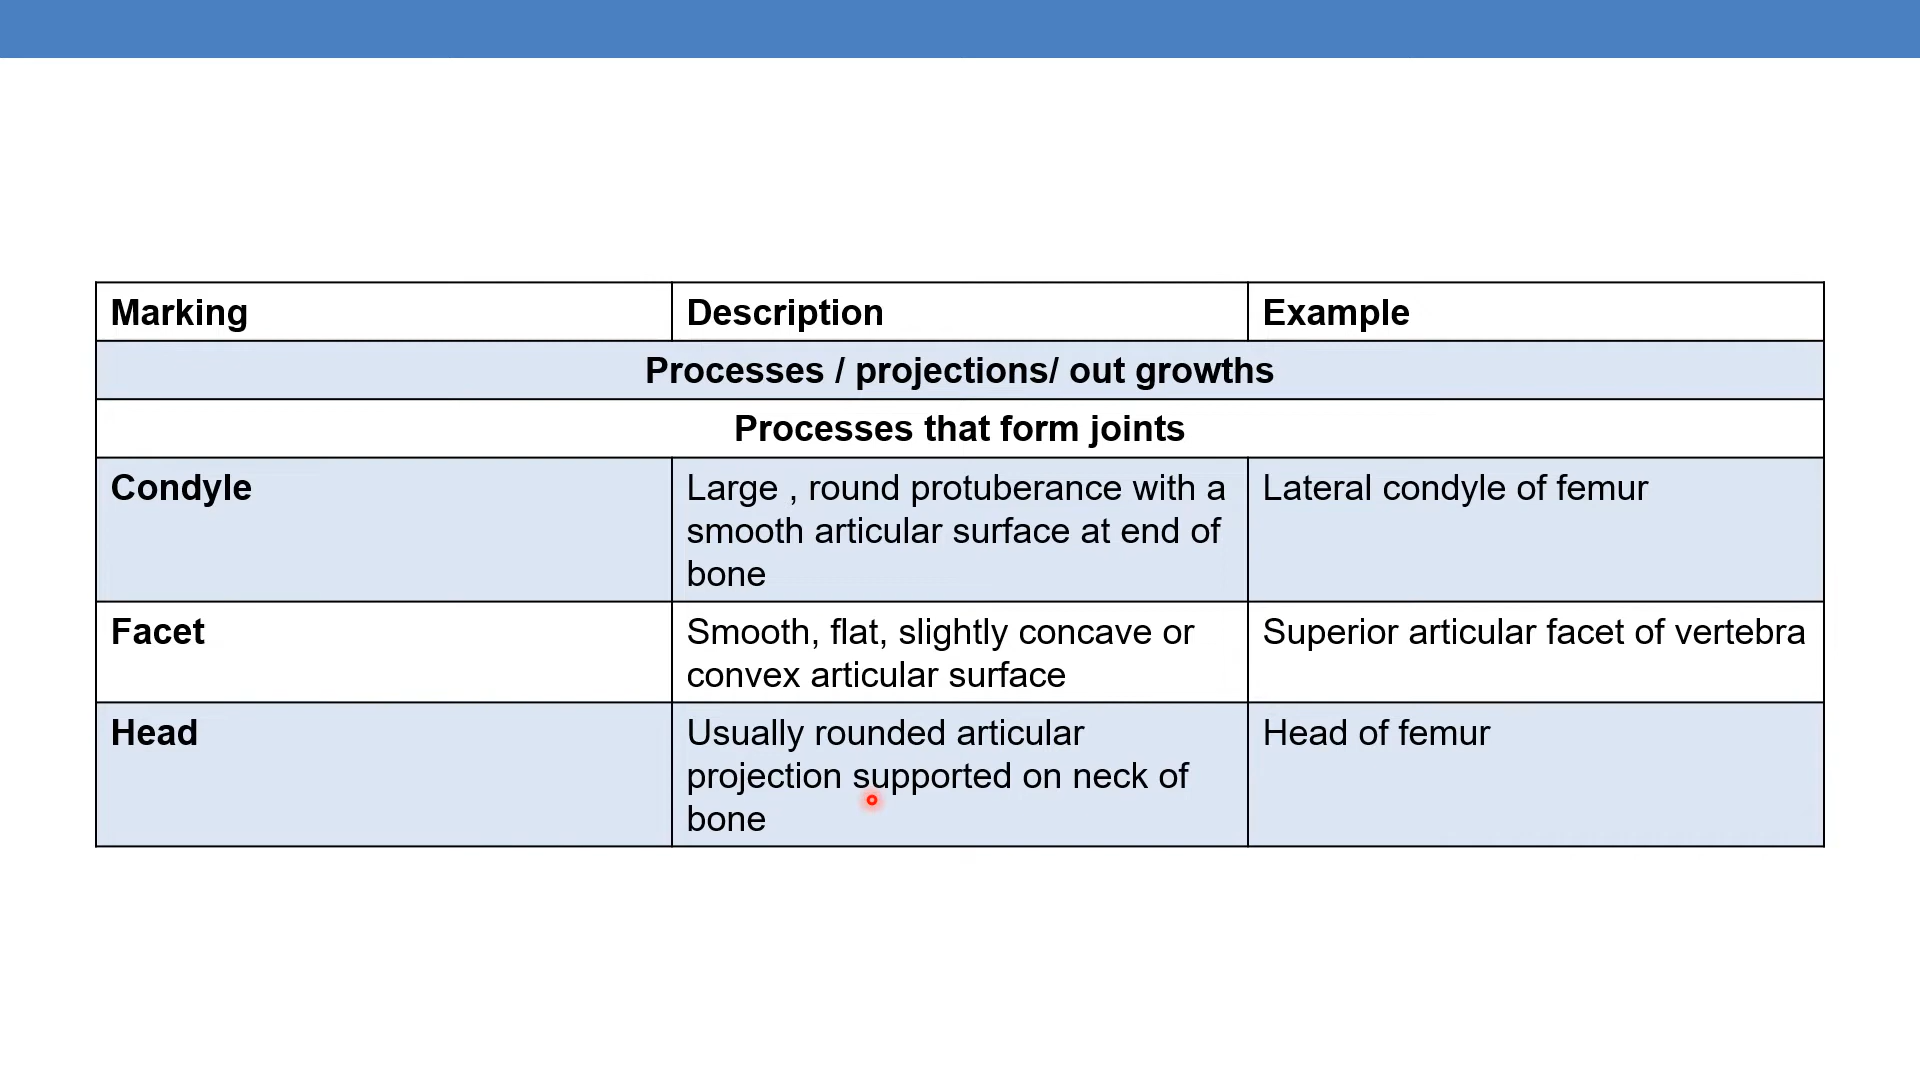 Marking Description Example
Processes / projections/ out growths
Processes that form joints
Condyle
Large , round protuberance with a
smooth articular surface at end of
bone
Lateral condyle of femur
Facet
Smooth, flat, slightly concave or
convex articular surface
Superior articular facet of vertebra
Head
Usually rounded articular
projection supported on neck of
bone
Head of femur